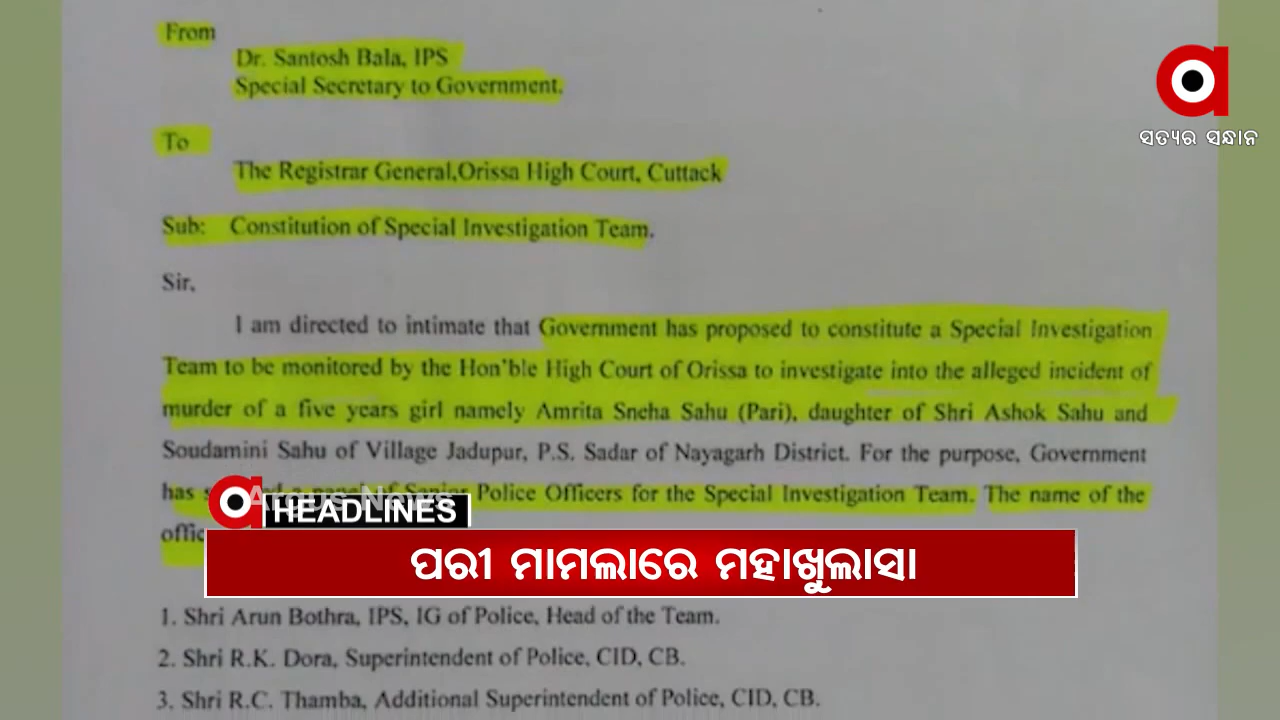 From
Dr. Santosh Bala, IPS
Special Secretary to Government.
ସତ୍ୟର ସନ୍ଧାନ
To
The Registrar General,Orissa High Court, Cuttack
Sub: Constitution of Special Investigation Team.
Sir,
I am directed to intimate that Government has proposed to constitute a Special Investigation
Team to be monitored by the Hon'ble High Court of Orissa to investigate into the alleged incident of
murder of a five years girl namely Amrita Sneha Sahu (Pari), daughter of Shri Ashok Sahu and
Soudamini Sahu of Village Jadupur, P.S. Sadar of Nayagarh District. For the purpose, Government
has a panel of Senior Police Officers for the Special Investigation Team. The name of the
Argus News
HEADLINES
ପରୀ ମାମଲାରେ ମହାଖୁଲାସା
1. Shri Arun Bothra, IPS, IG of Police, Head of the Team.
2. Shri R.K. Dora, Superintendent of Police, CID, CB.
3. Shri R.C. Thamba, Additional Superintendent of Police, CID, CB.